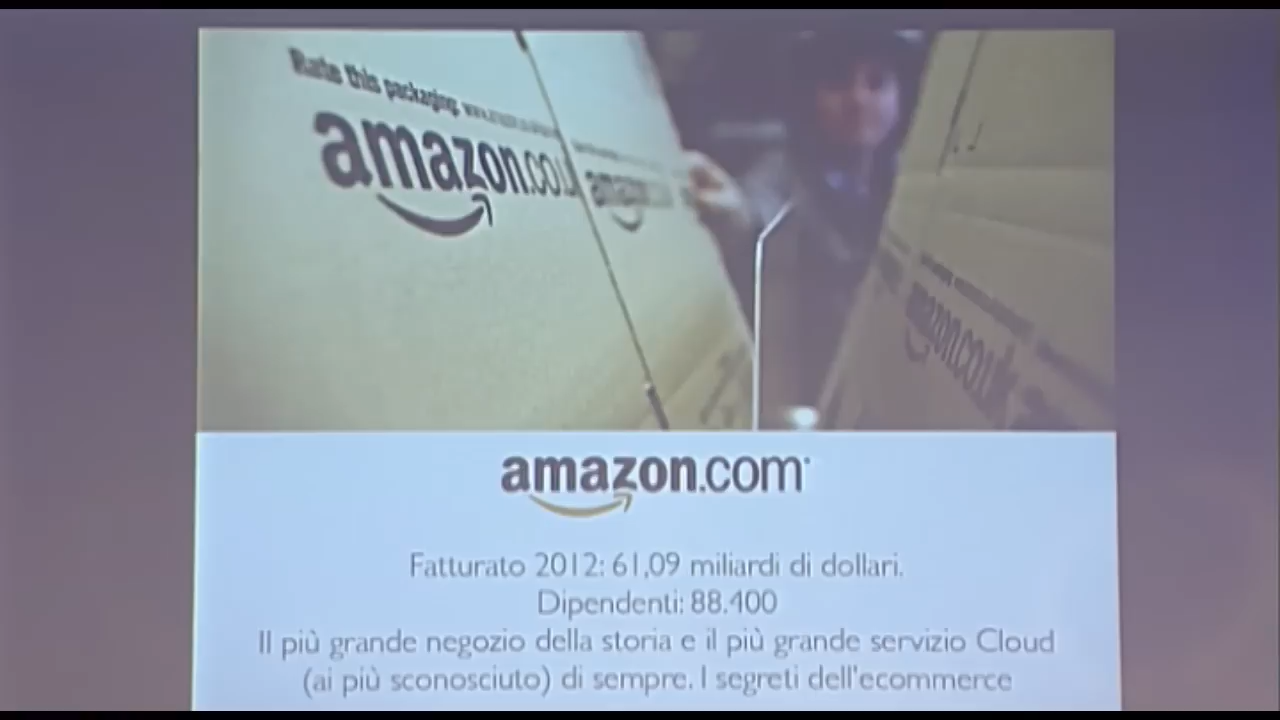 Rate this packaging:
amazon.co.u
amazon
amazon.co.uk
amazon.com
Fatturato 2012: 61,09 miliardi di dollari.
Dipendenti: 88.400
Il più grande negozio della storia e il più grande servizio Cloud
(ai più sconosciuto) di sempre. I segreti dell'ecommerce